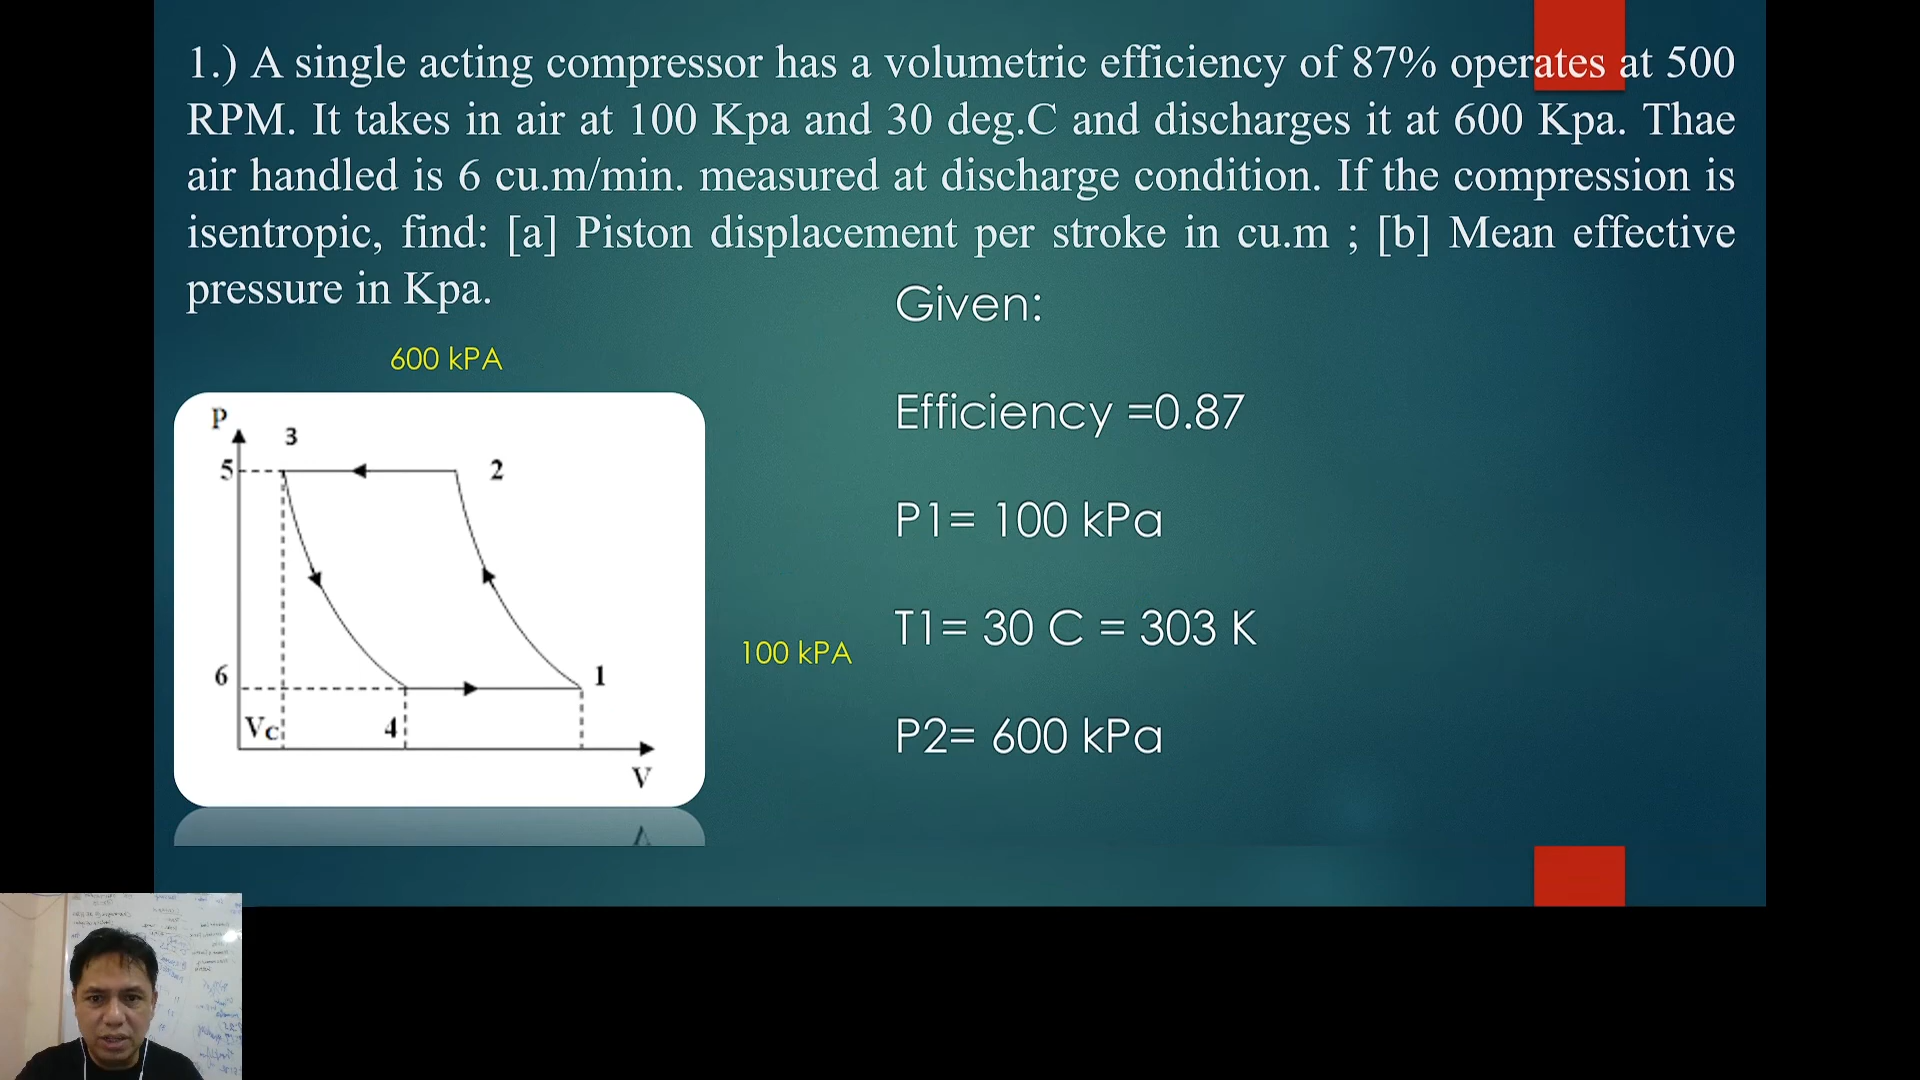 1.) A single acting compressor has a volumetric efficiency of 87% operates at 500
RPM. It takes in air at 100 Kpa and 30 deg.C and discharges it at 600 Kpa. Thae
air handled is 6 cu.m/min. measured at discharge condition. If the compression is
isentropic, find: [a] Piston displacement per stroke in cu.m ; [b] Mean effective
pressure in Kpa.
Given:
600 kPA
Efficiency =0.87
P1= 100 kPa
T1= 30 C = 303 K
100 kPA
P2= 600 kPa
P
3
5
2
6
1
Vc
4
V